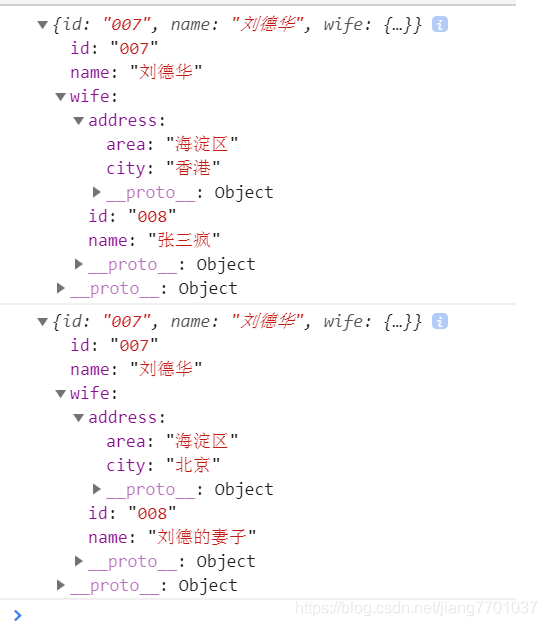 {id: "007", name: "刘德华", wife: {…}} i
id: "007"
name: "刘德华"
wife:
address:
area: "海淀区"
city: "香港"
__proto__: Object
id: "008"
name: "张三疯"
__proto__: Object
__proto__: Object
{id: "007", name: "刘德华", wife: {…}} i
id: "007"
name: "刘德华"
wife:
address:
area: "海淀区"
city: "北京"
__proto__: Object
id: "008"
name: "刘德的妻子"
__proto__: Object
__proto__: Object
https://blog.csdn.net/jiang7701037